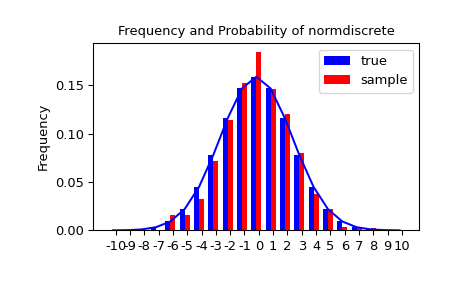 Frequency and Probability of normdiscrete
true
sample
Frequency
0.15
0.10
0.05
0.00
-10 -9 -8 -7 -6 -5 -4 -3 -2 -1 0 1 2 3 4 5 6 7 8 9 10